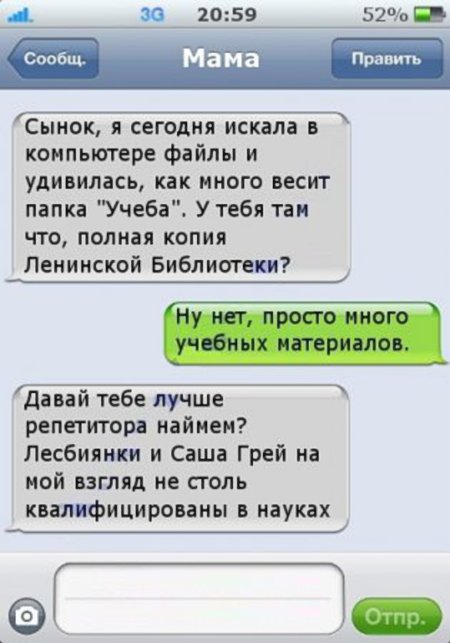 3G 20:59 52%
Сообщ. Мама Править
Сынок, я сегодня искала в
компьютере файлы и
удивилась, как много весит
папка "Учеба". У тебя там
что, полная копия
Ленинской Библиотеки?
Ну нет, просто много
учебных материалов.
Давай тебе лучше
репетитора наймем?
Лесбиянки и Саша Грей на
мой взгляд не столь
квалифицированы в науках
Отпр.